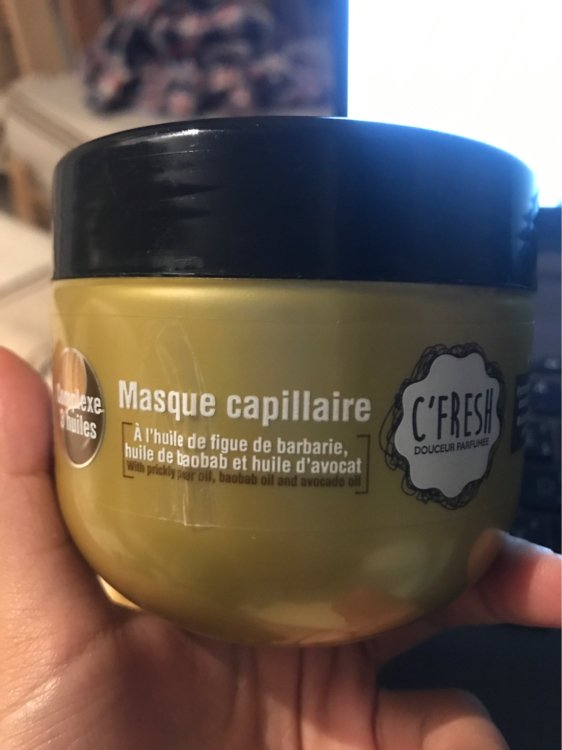 Complexe
3 huiles
Masque capillaire
À l'huile de figue de barbarie,
huile de baobab et huile d'avocat
With prickly pear oil, baobab oil and avocado oil
C'FRESH
DOUCEUR PARFUMÉE